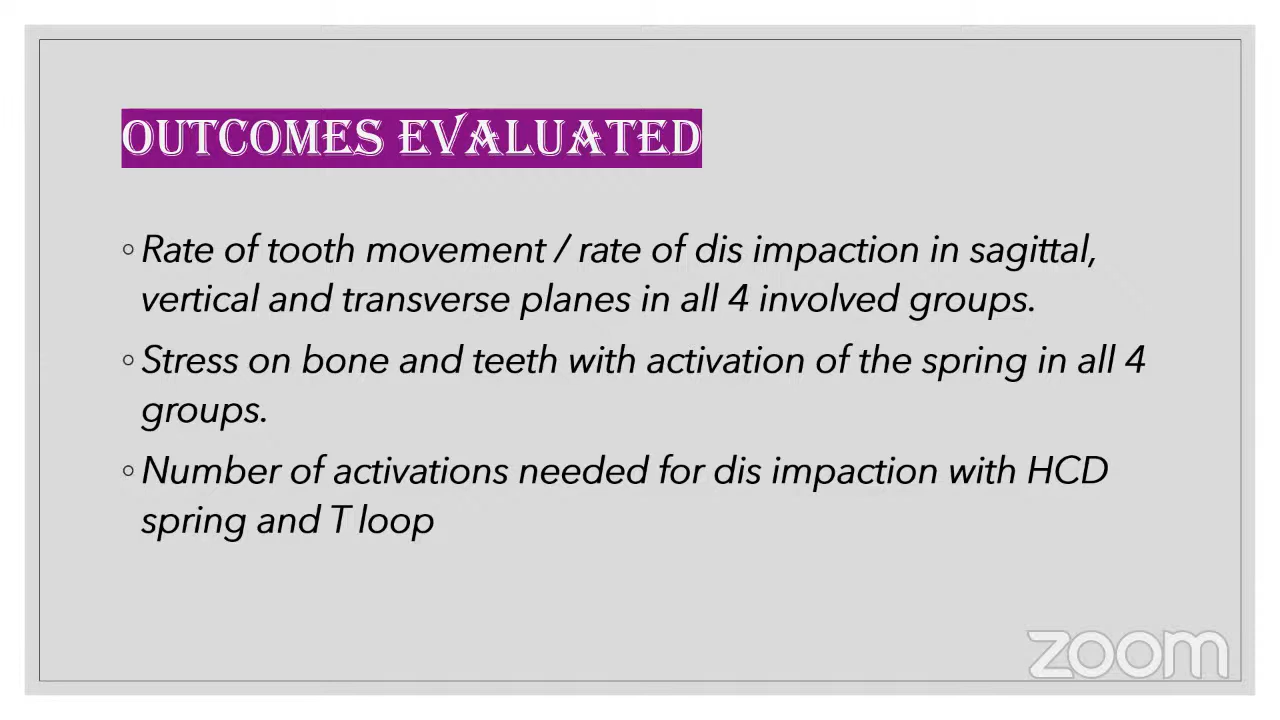 OUTCOMES EVALUATED
◦ Rate of tooth movement / rate of dis impaction in sagittal,
vertical and transverse planes in all 4 involved groups.
◦ Stress on bone and teeth with activation of the spring in all 4
groups.
◦ Number of activations needed for dis impaction with HCD
spring and T loop
zoom